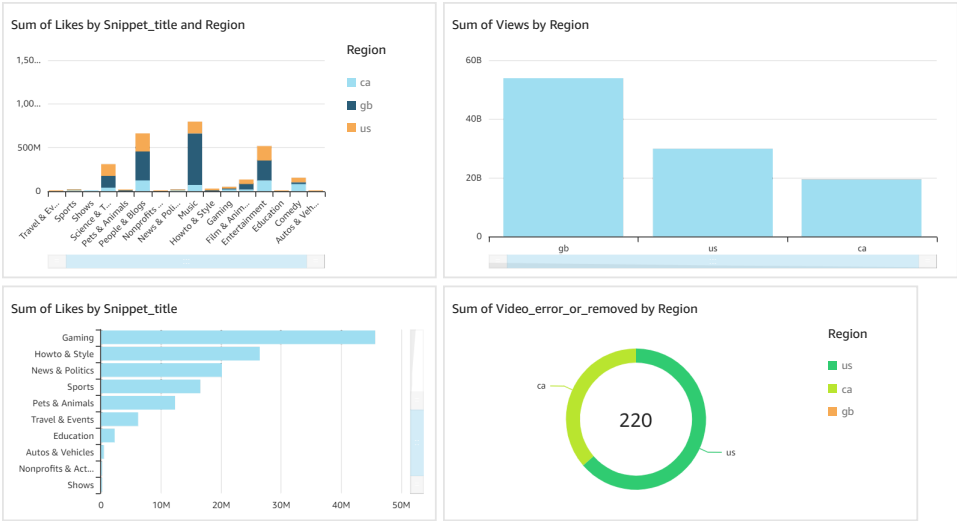 Sum of Likes by Snippet_title and Region
Region
1,50...
1,00...
500M
0
ca
gb
us
Travel & Ev...
Sports
Shows
Science & T...
Pets & Animals
People & Blogs
Nonprofits ...
News & Poli...
Music
Howto & Style
Gaming
Film & Anim...
Entertainment
Education
Comedy
Autos & Veh...
Sum of Views by Region
60B
40B
20B
0
gb us ca
Sum of Likes by Snippet_title
Gaming
Howto & Style
News & Politics
Sports
Pets & Animals
Travel & Events
Education
Autos & Vehicles
Nonprofits & Act...
Shows
0 10M 20M 30M 40M 50M
Sum of Video_error_or_removed by Region
Region
us
ca
gb
ca
220
us